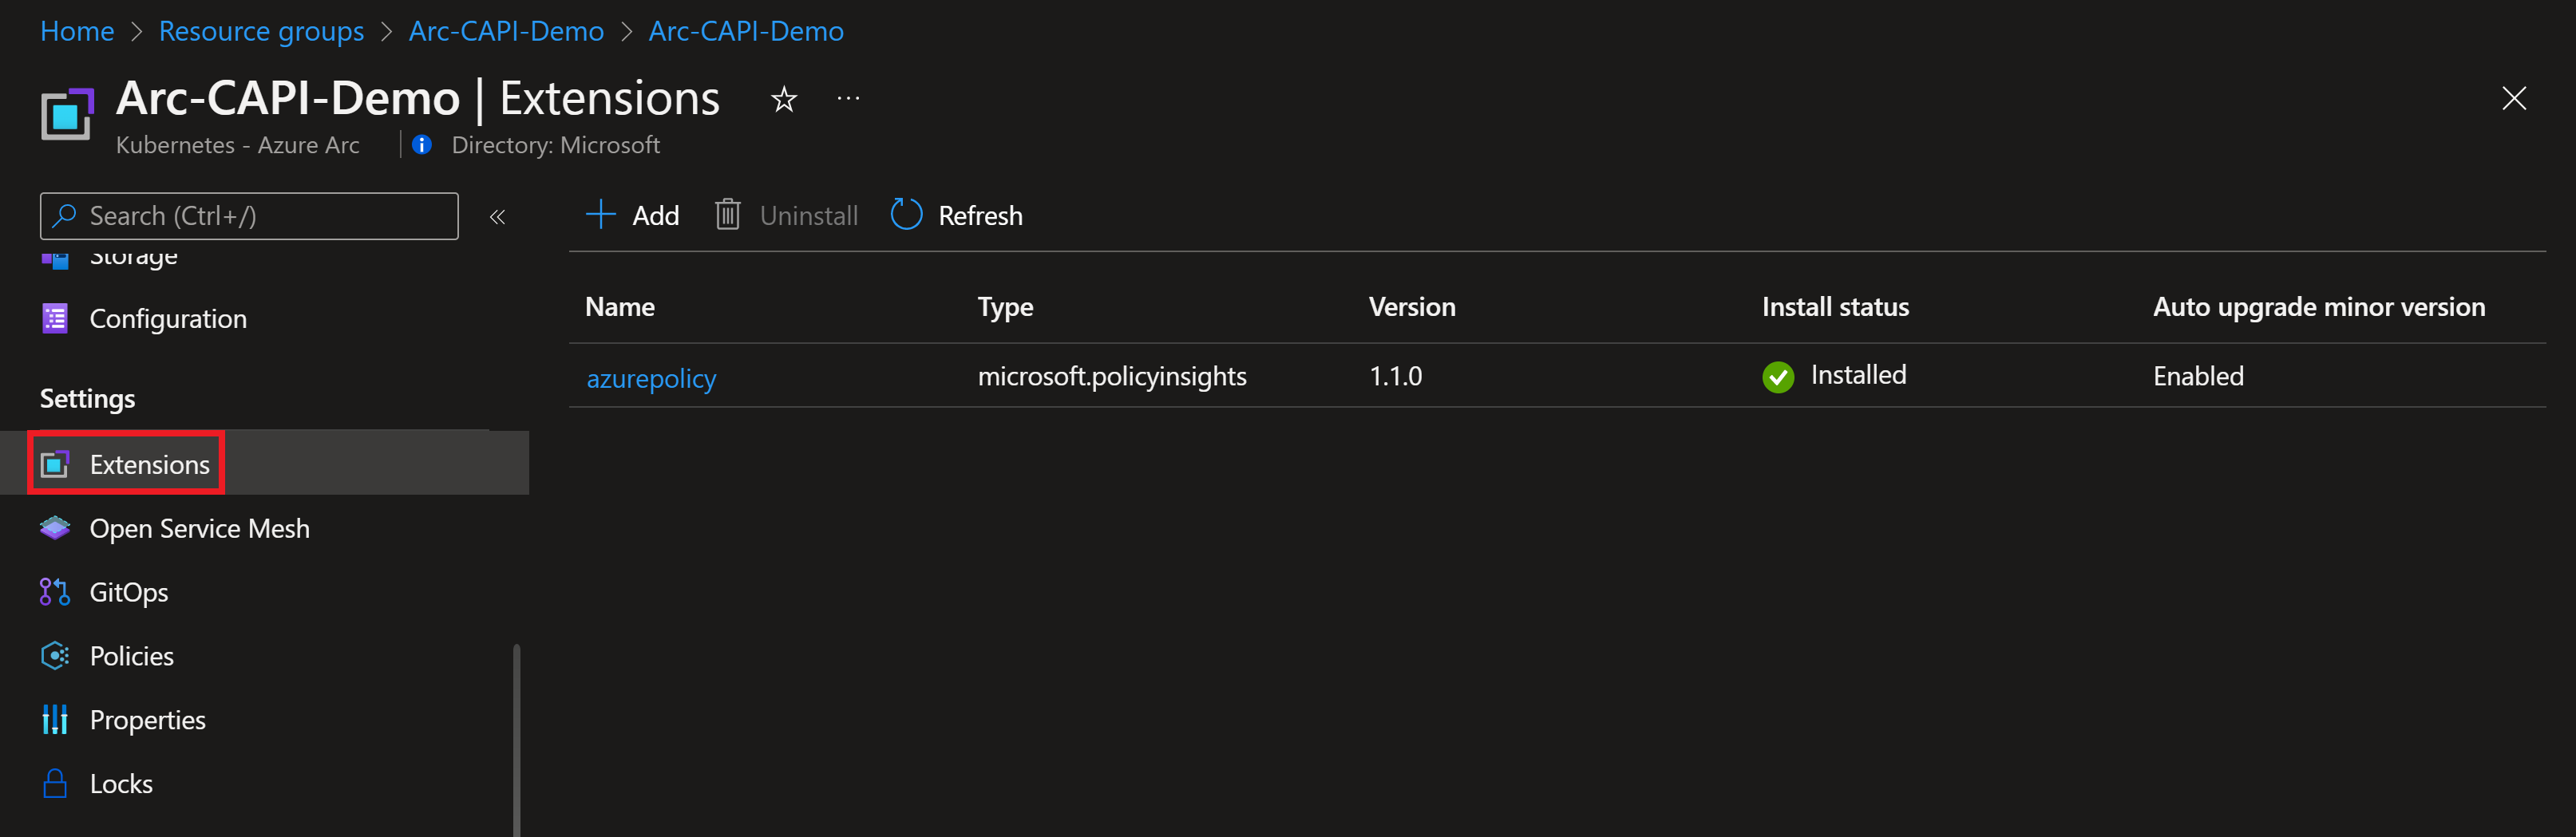 Home > Resource groups > Arc-CAPI-Demo > Arc-CAPI-Demo
Arc-CAPI-Demo | Extensions ...
Kubernetes - Azure Arc | Directory: Microsoft
Search (Ctrl+/) «
Storage
Configuration
Settings
Extensions
Open Service Mesh
GitOps
Policies
Properties
Locks
Add Uninstall Refresh
Name Type Version Install status Auto upgrade minor version
azurepolicy microsoft.policyinsights 1.1.0 Installed Enabled